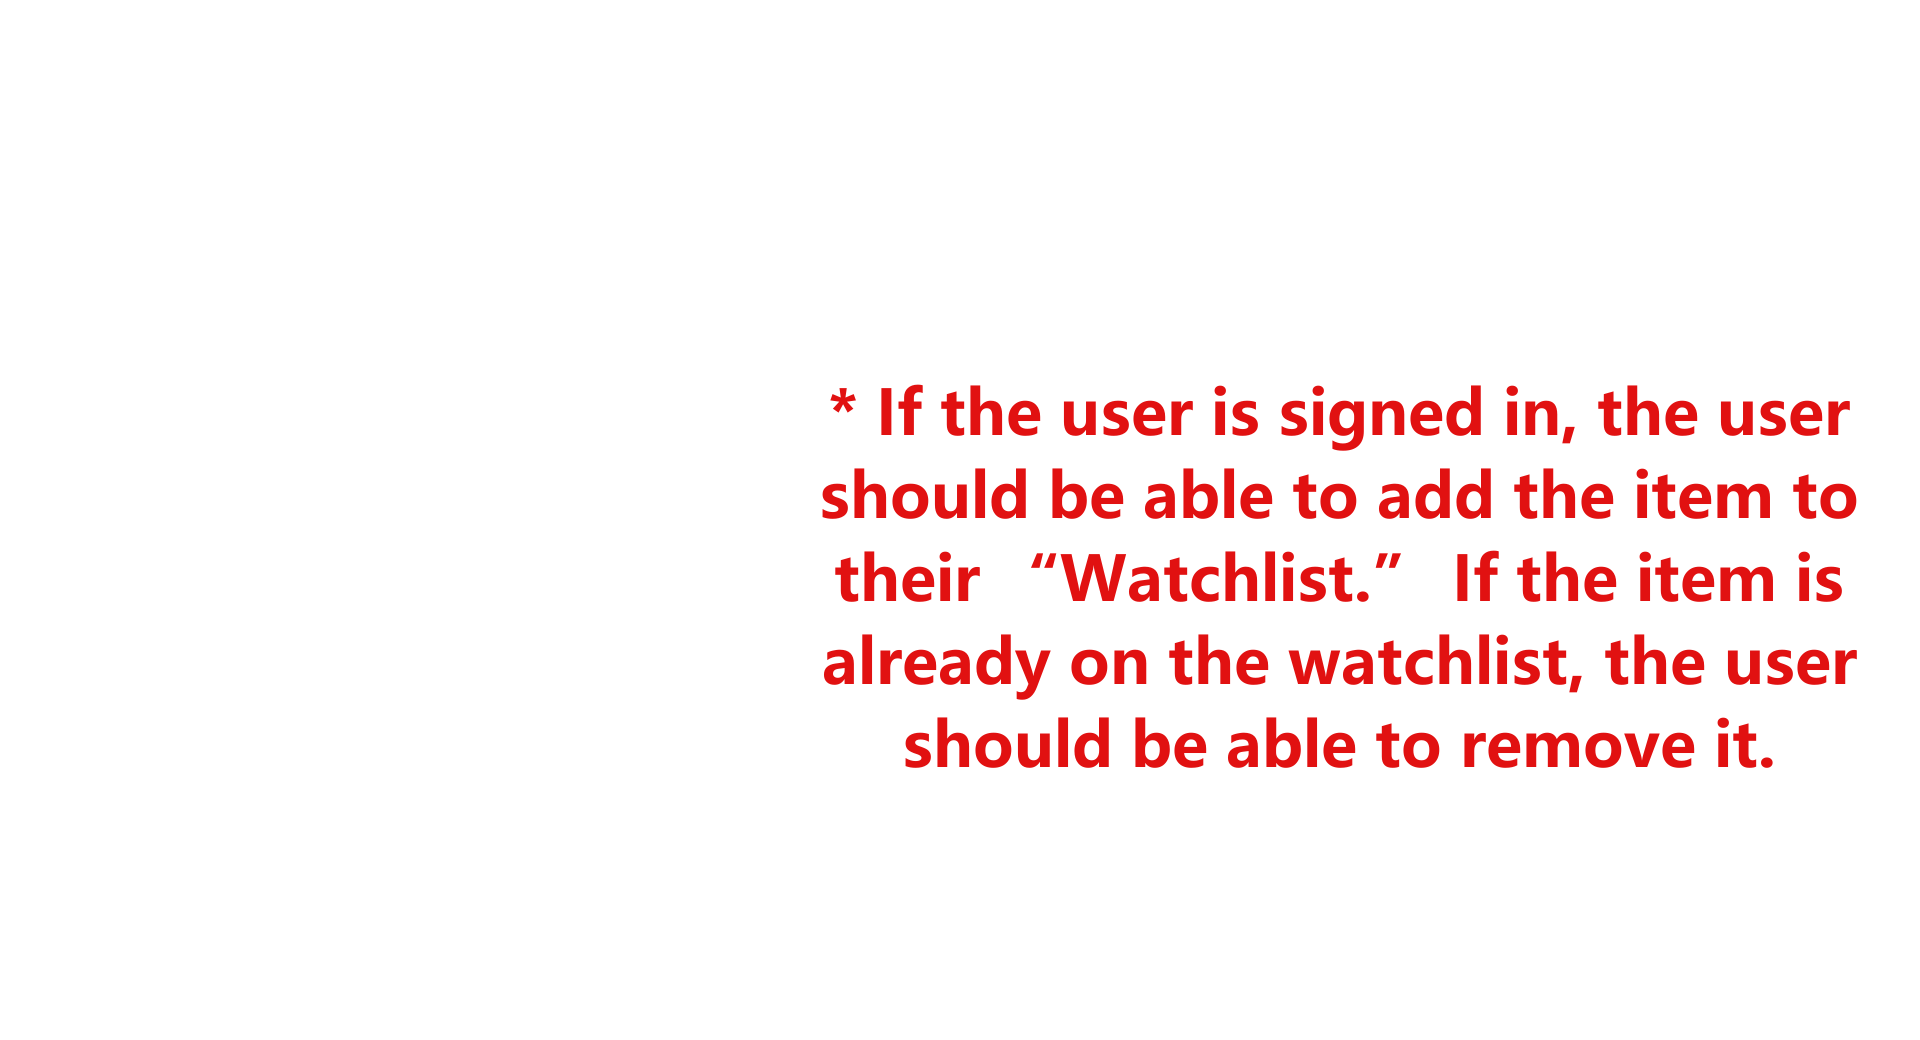 * If the user is signed in, the user
should be able to add the item to
their “Watchlist.” If the item is
already on the watchlist, the user
should be able to remove it.